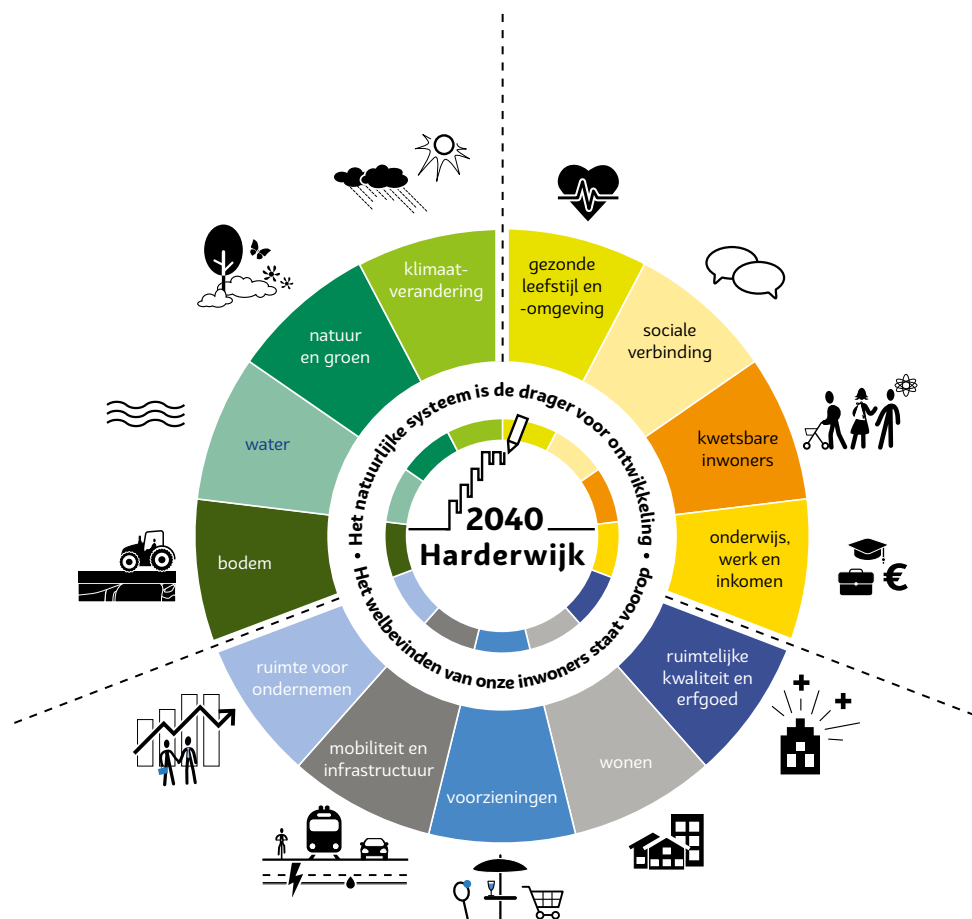 klimaat-
verandering
gezonde
leefstijl en
-omgeving
sociale
verbinding
kwetsbare
inwoners
onderwijs,
werk en
inkomen
ruimtelijke
kwaliteit en
erfgoed
wonen
voorzieningen
mobiliteit en
infrastructuur
ruimte voor
ondernemen
bodem
water
natuur
en groen
• Het natuurlijke systeem is de drager voor ontwikkeling •
Het welbevinden van onze inwoners staat voorop
2040
Harderwijk
€